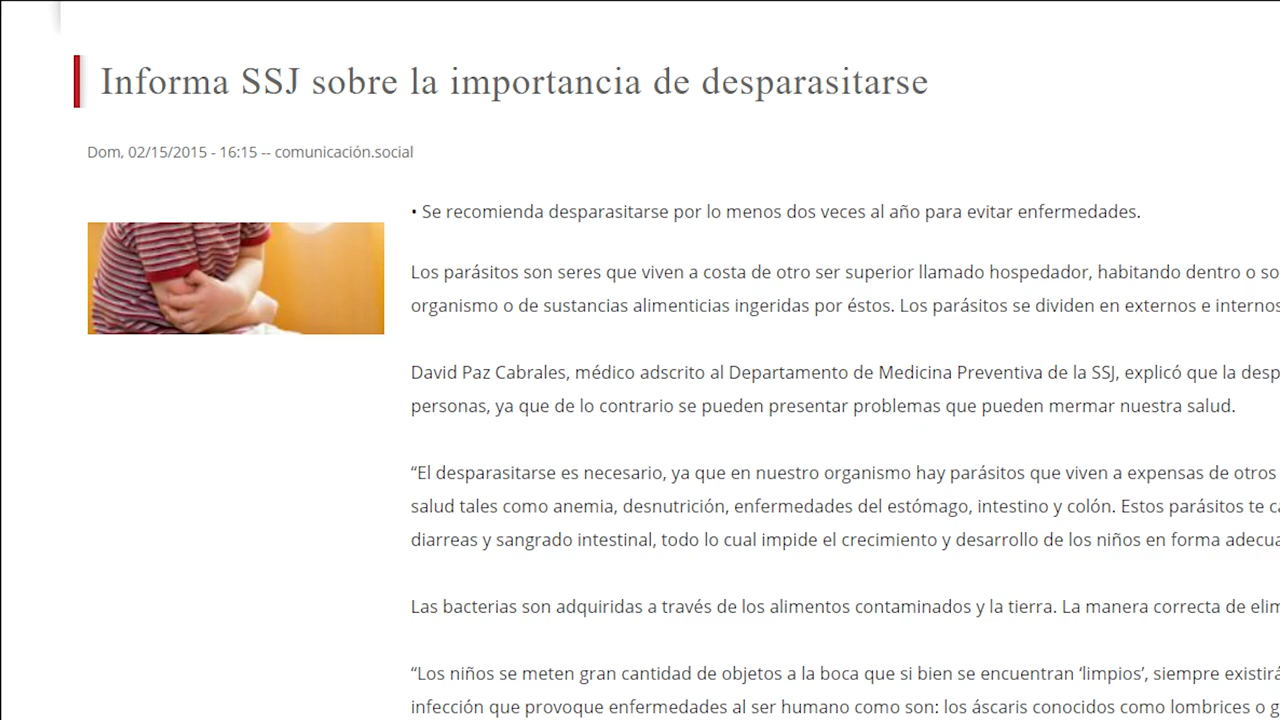 Informa SSJ sobre la importancia de desparasitarse
Dom, 02/15/2015 - 16:15 -- comunicación.social
• Se recomienda desparasitarse por lo menos dos veces al año para evitar enfermedades.
Los parásitos son seres que viven a costa de otro ser superior llamado hospedador, habitando dentro o so
organismo o de sustancias alimenticias ingeridas por éstos. Los parásitos se dividen en externos e internos
David Paz Cabrales, médico adscrito al Departamento de Medicina Preventiva de la SSJ, explicó que la desp
personas, ya que de lo contrario se pueden presentar problemas que pueden mermar nuestra salud.
“El desparasitarse es necesario, ya que en nuestro organismo hay parásitos que viven a expensas de otros
salud tales como anemia, desnutrición, enfermedades del estómago, intestino y colón. Estos parásitos te ca
diarreas y sangrado intestinal, todo lo cual impide el crecimiento y desarrollo de los niños en forma adecua
Las bacterias son adquiridas a través de los alimentos contaminados y la tierra. La manera correcta de elim
“Los niños se meten gran cantidad de objetos a la boca que si bien se encuentran ‘limpios’, siempre existirá
infección que provoque enfermedades al ser humano como son: los áscaris conocidos como lombrices o g